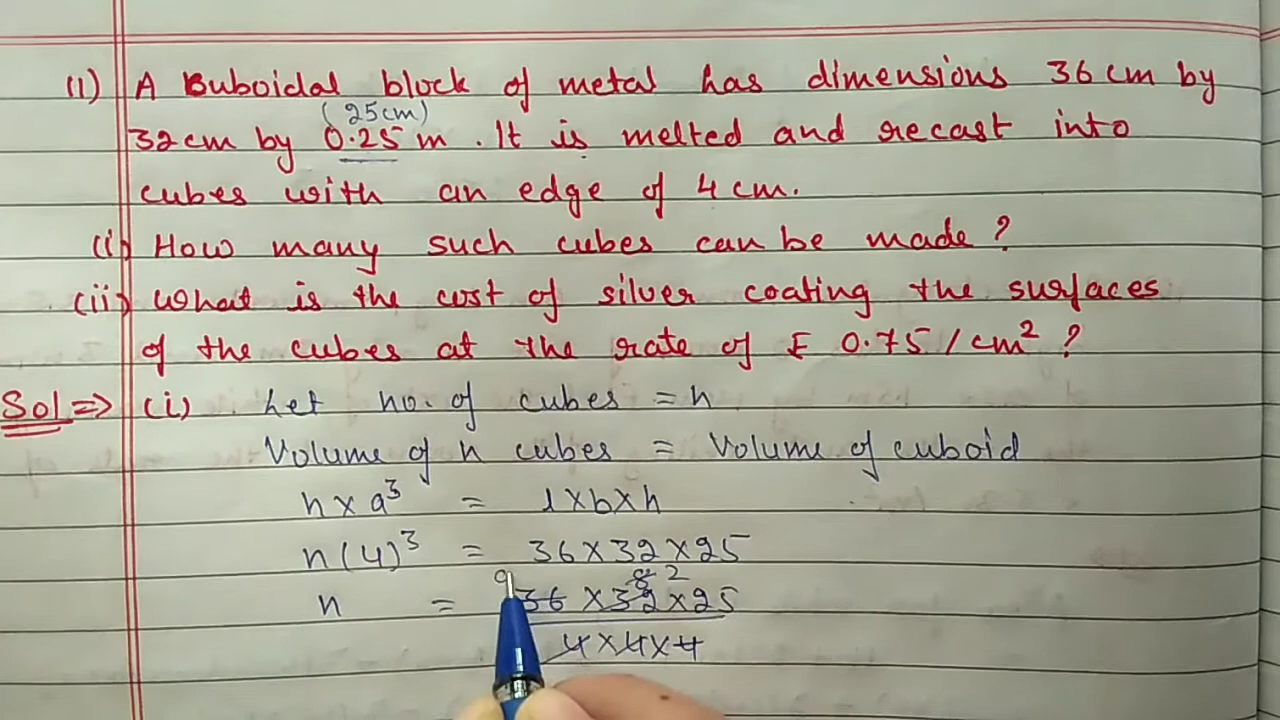 (1) A cuboidal block of metal has dimensions 36 cm by
(25cm)
32 cm by 0.25 m. It is melted and recast into
cubes with an edge of 4 cm.
(i) How many such cubes can be made?
(ii) What is the cost of silver coating the surfaces
of the cubes at the rate of ₹ 0.75/cm² ?
Sol ⇒ (i) Let no. of cubes = n
Volume of n cubes = Volume of cuboid
n × a³ = l×b×h
n(4)³ = 36×32×25
9 8 2
n = 36 ×32×25
4×4×4